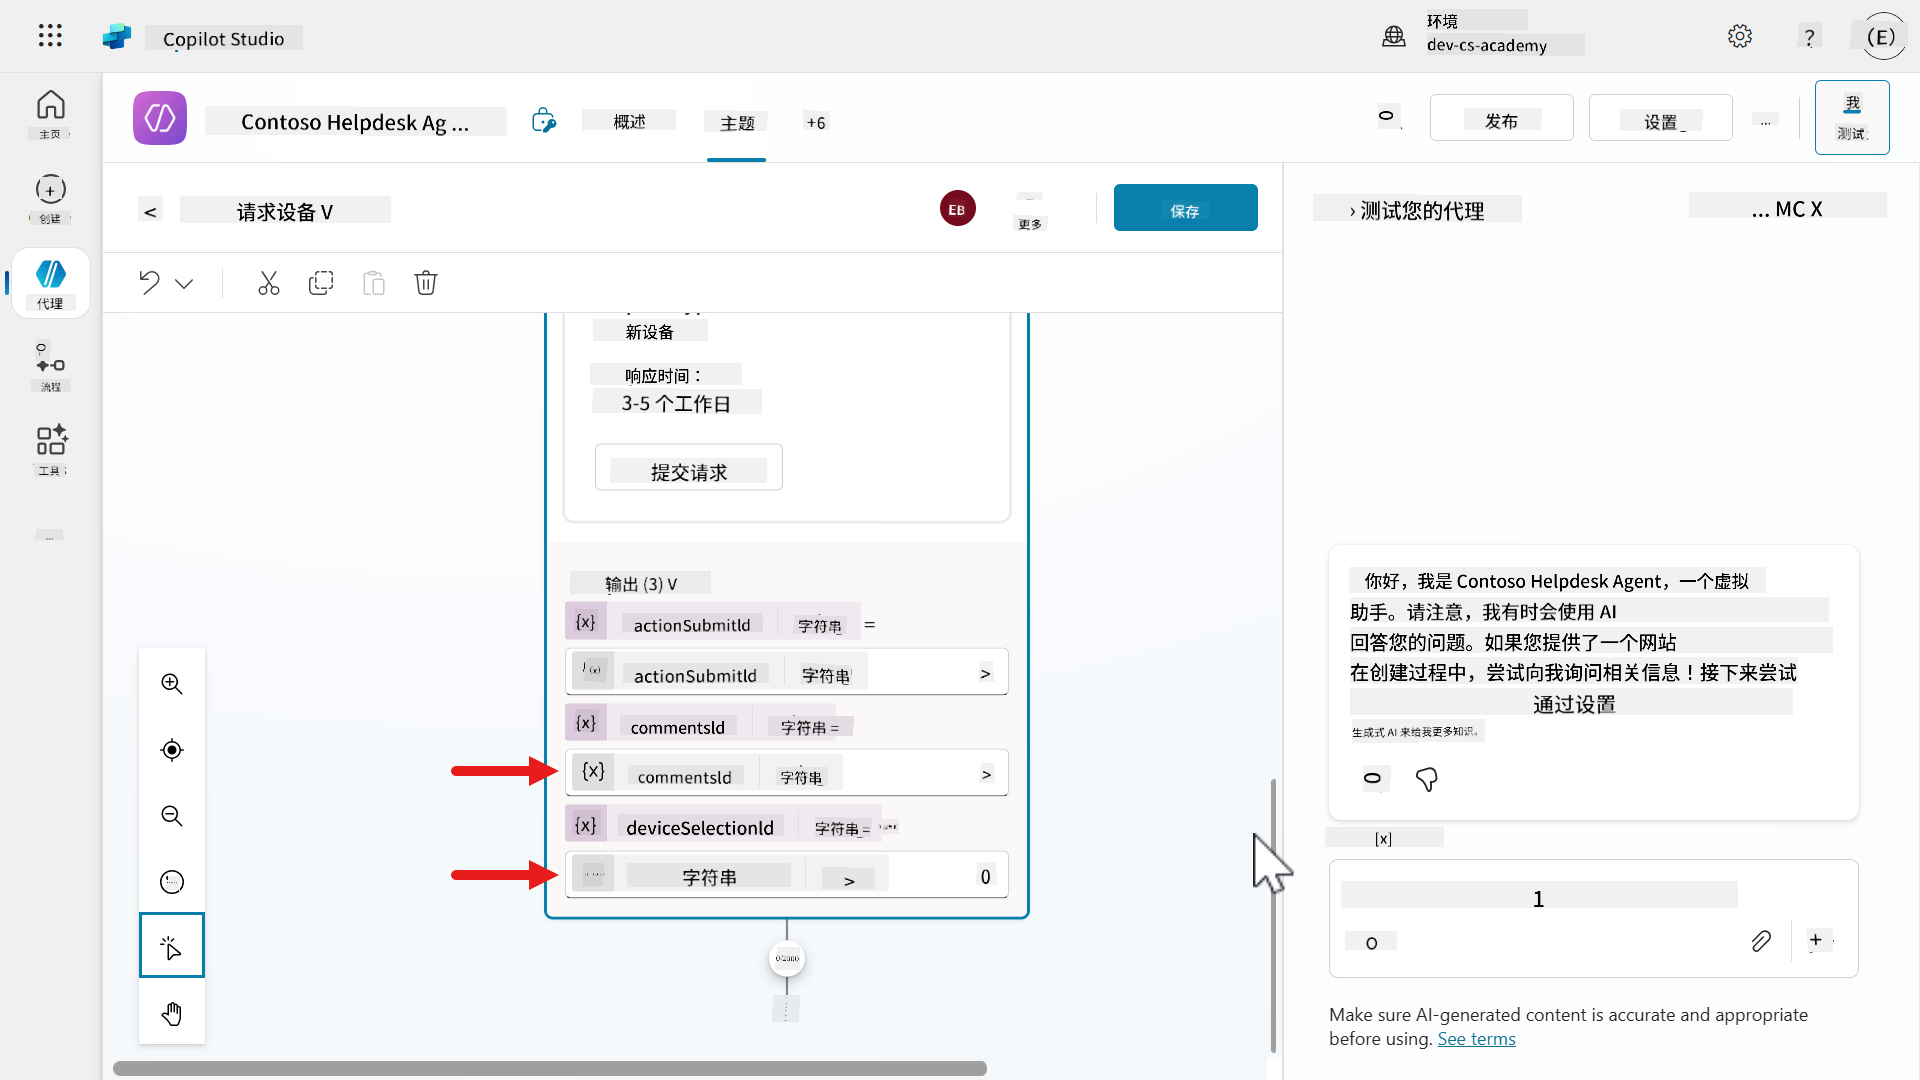 Copilot Studio
环境
dev-cs-academy
?
(E)
主页
创建
代理
流程
工具
Contoso Helpdesk Ag ...
概述
主题
+6
发布
设置
...
我
测试
<
请求设备 V
EB
更多
保存
› 测试您的代理
... MC X
新设备
响应时间：
3-5 个工作日
提交请求
输出 (3) V
{x} actionSubmitld 字符串 =
(x) actionSubmitld 字符串 >
{x} commentsld 字符串 =
{x} commentsld 字符串 >
{x} deviceSelectionld 字符串 =
字符串 > 0
0/2000
你好，我是 Contoso Helpdesk Agent，一个虚拟
助手。请注意，我有时会使用 AI
回答您的问题。如果您提供了一个网站
在创建过程中，尝试向我询问相关信息！接下来尝试
通过设置
生成式 AI 来给我更多知识。
[x]
1
O
+
Make sure AI-generated content is accurate and appropriate
before using. See terms